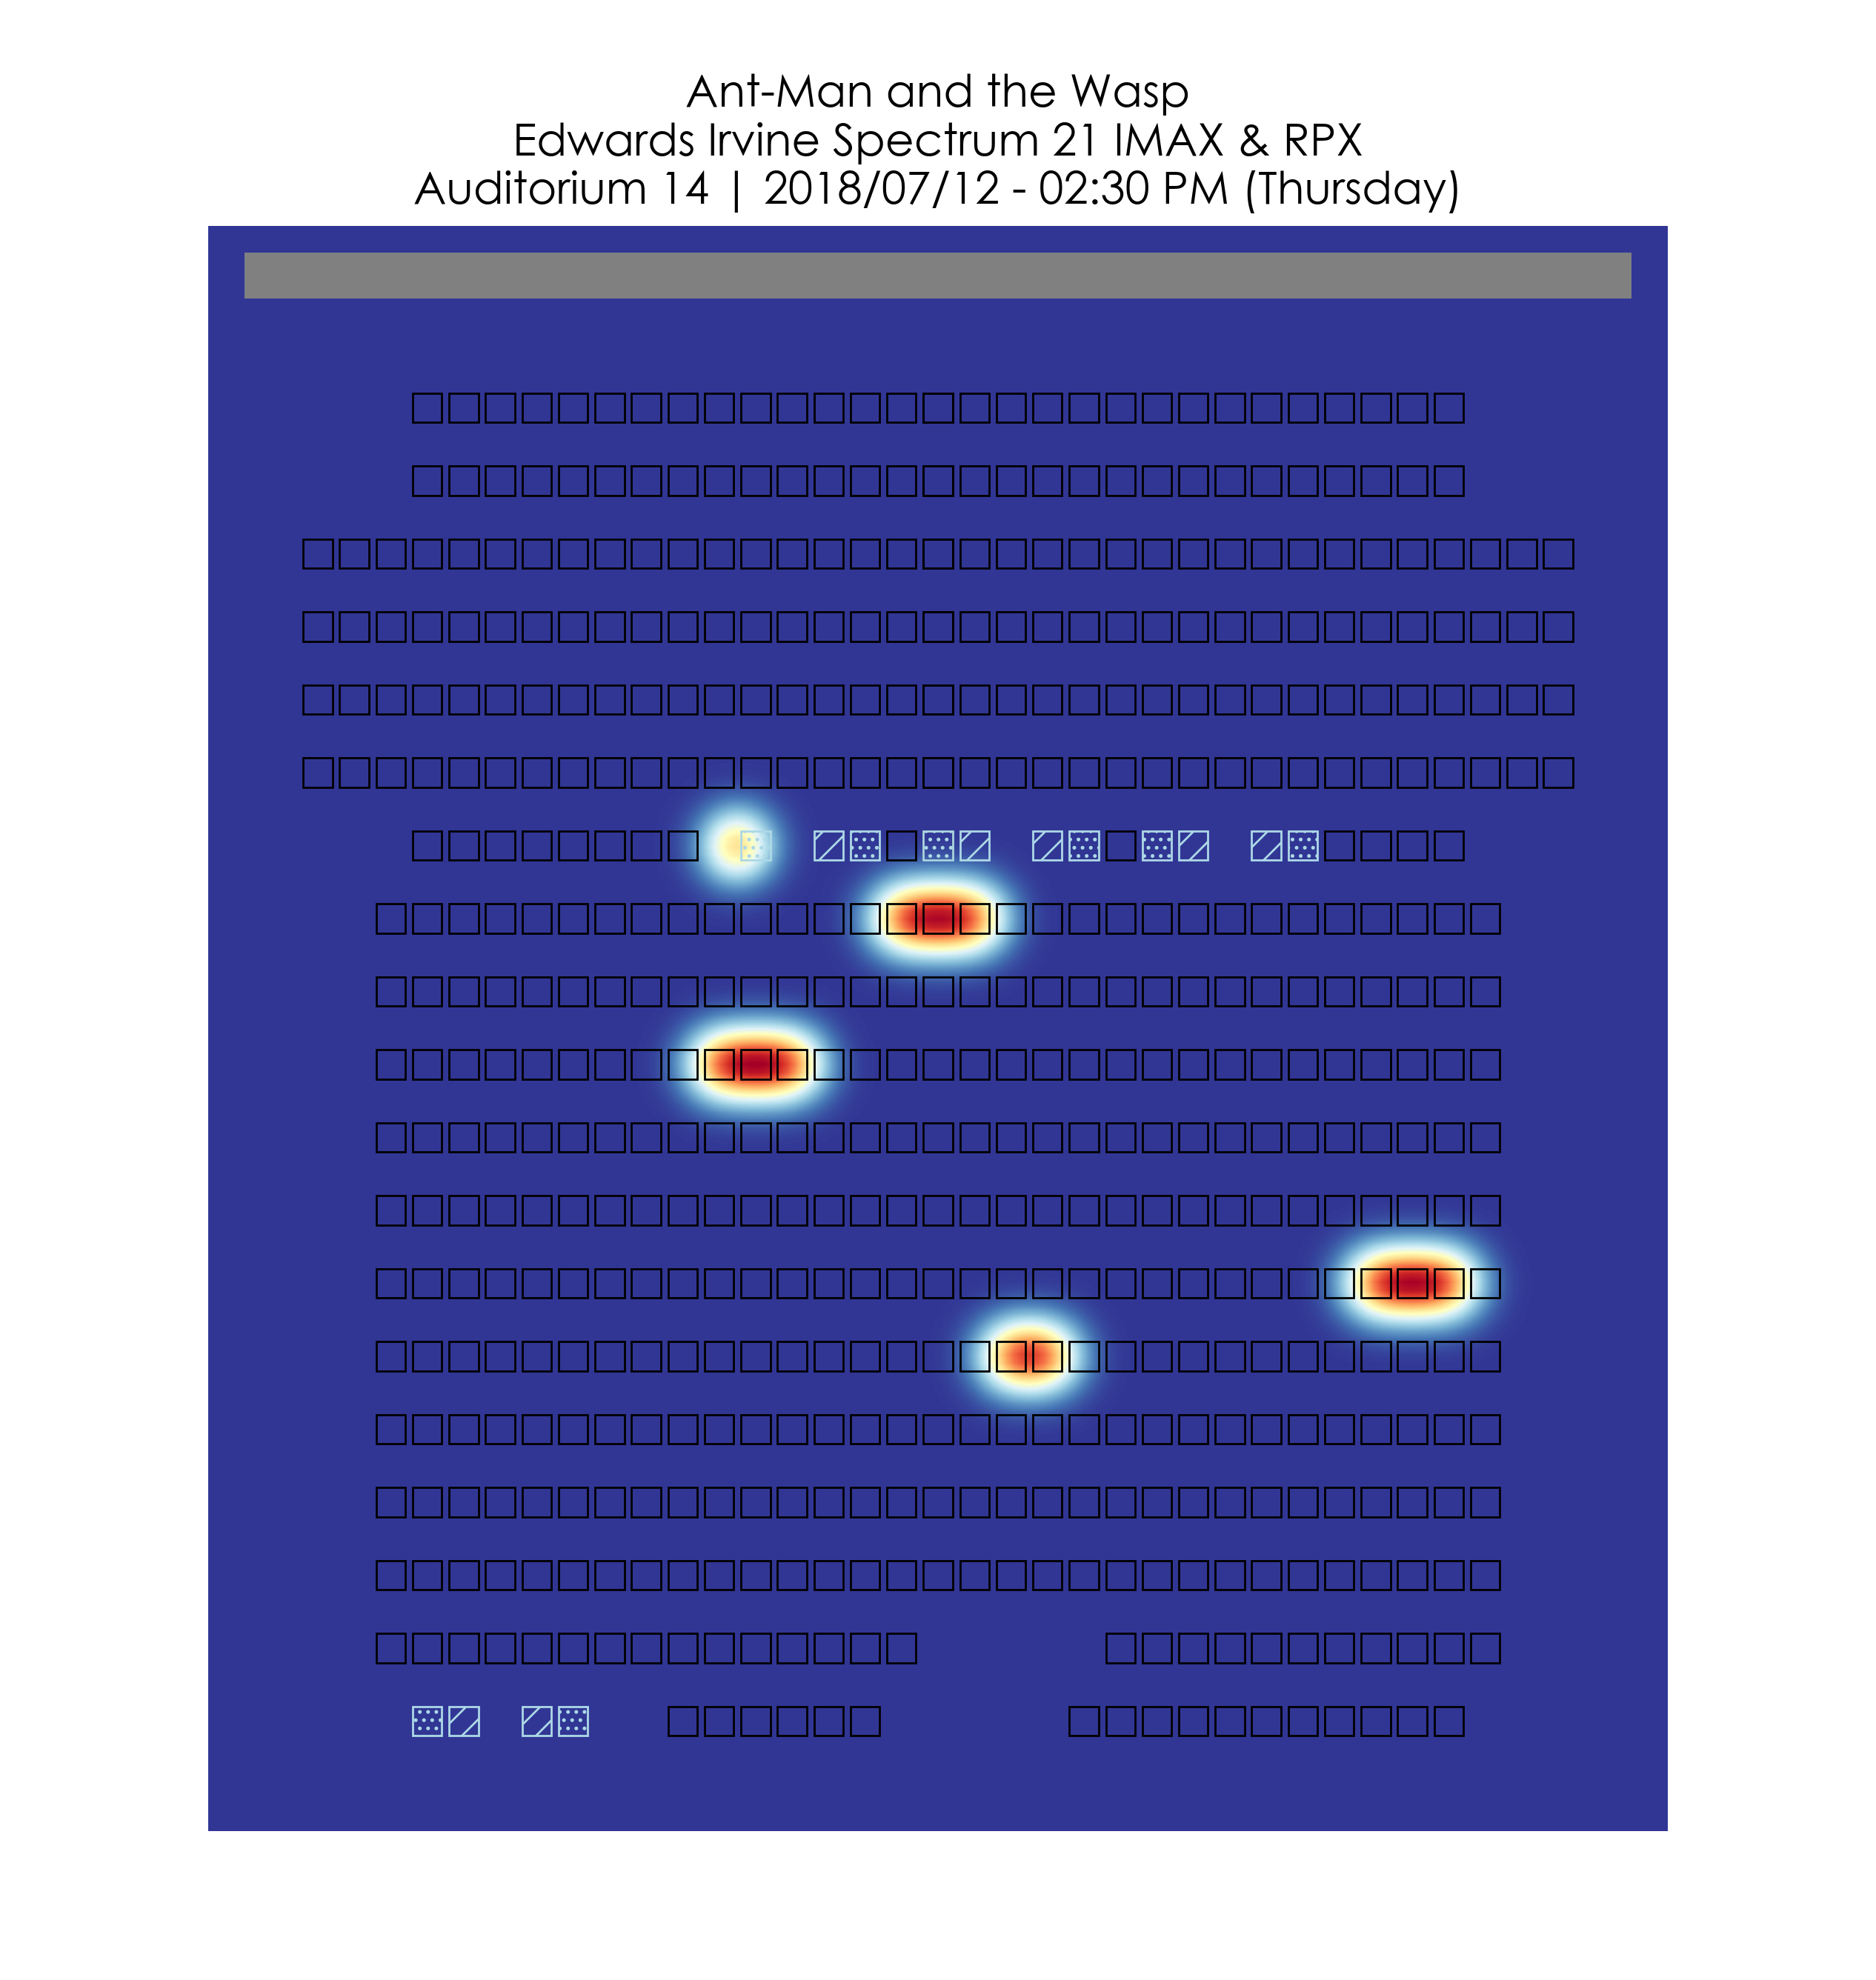 Ant-Man and the Wasp
Edwards Irvine Spectrum 21 IMAX & RPX
Auditorium 14 | 2018/07/12 - 02:30 PM (Thursday)